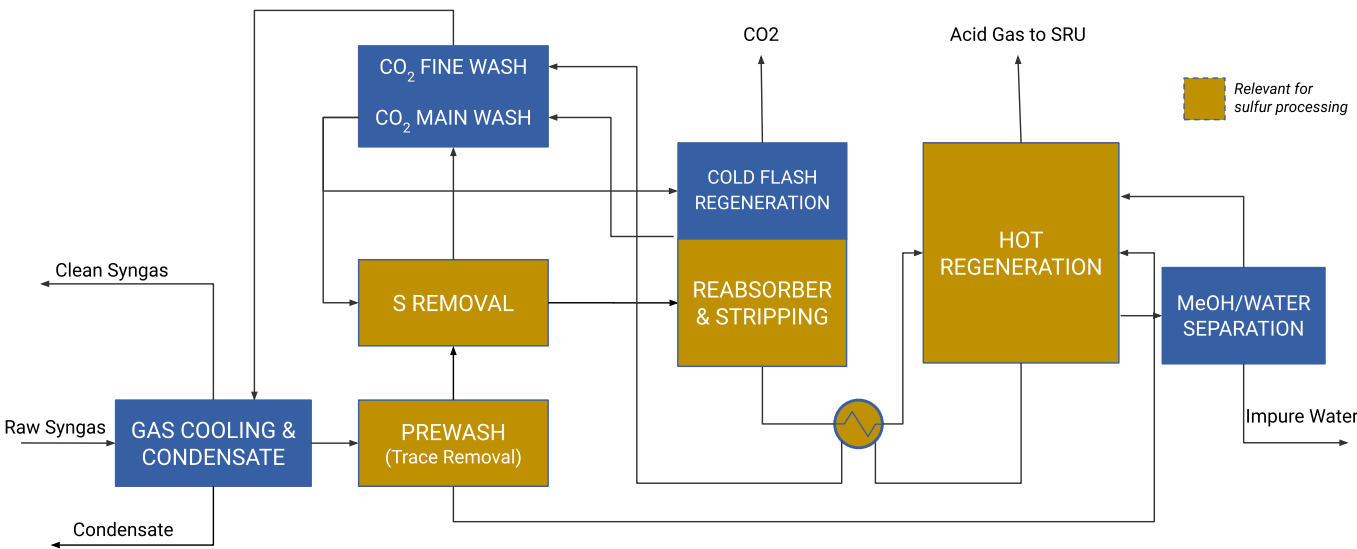 CO2
Acid Gas to SRU
CO₂ FINE WASH
CO₂ MAIN WASH
Relevant for
sulfur processing
COLD FLASH
REGENERATION
HOT
REGENERATION
Clean Syngas
S REMOVAL
REABSORBER
& STRIPPING
MeOH/WATER
SEPARATION
Raw Syngas
GAS COOLING &
CONDENSATE
PREWASH
(Trace Removal)
Impure Water
Condensate